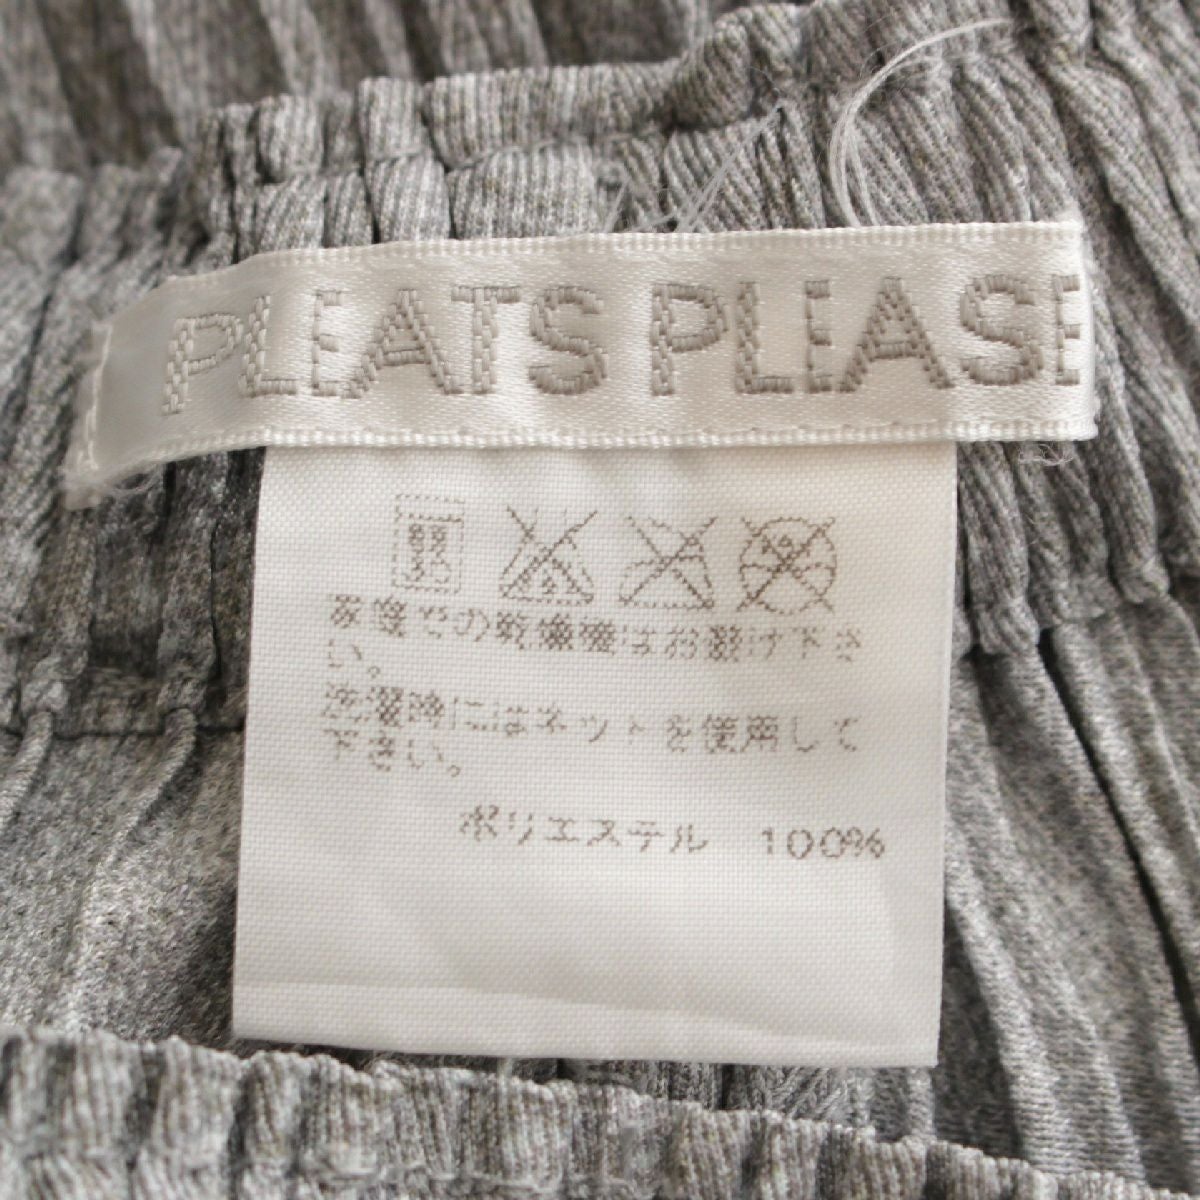 PLEATS PLEASE
家庭での乾燥機はお避け下さ
い。
洗濯時にはネットを使用して
下さい。
ポリエステル 100%